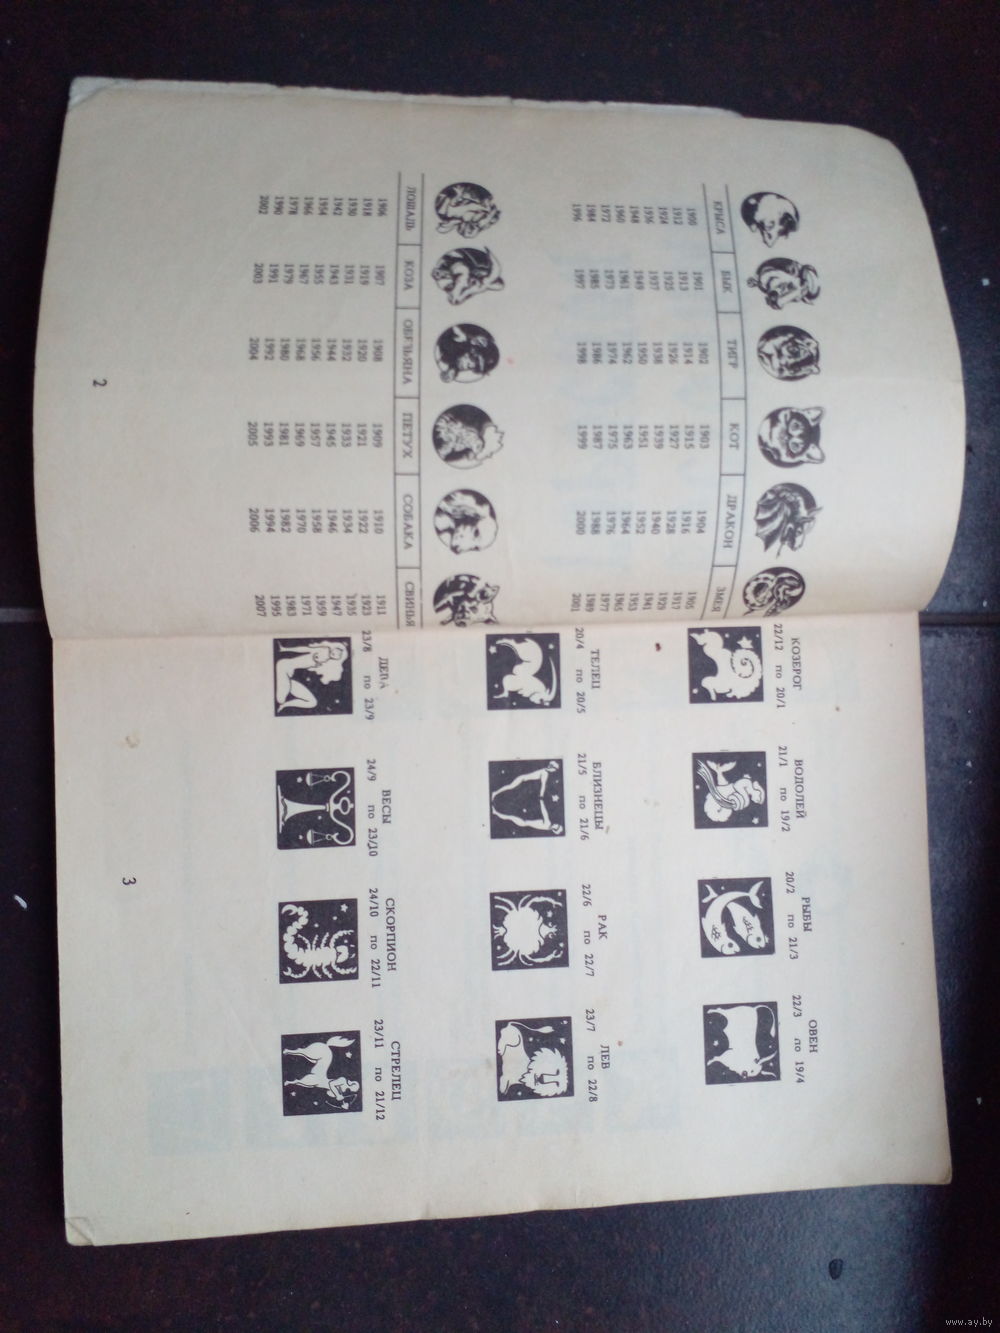 КРЫСА БЫК ТИГР КОТ ДРАКОН ЗМЕЯ
1900 1901 1902 1903 1904 1905
1912 1913 1914 1915 1916 1917
1924 1925 1926 1927 1928 1929
1936 1937 1938 1939 1940 1941
1948 1949 1950 1951 1952 1953
1960 1961 1962 1963 1964 1965
1972 1973 1974 1975 1976 1977
1984 1985 1986 1987 1988 1989
1996 1997 1998 1999 2000 2001
ЛОШАДЬ КОЗА ОБЕЗЬЯНА ПЕТУХ СОБАКА СВИНЬЯ
1906 1907 1908 1909 1910 1911
1918 1919 1920 1921 1922 1923
1930 1931 1932 1933 1934 1935
1942 1943 1944 1945 1946 1947
1954 1955 1956 1957 1958 1959
1966 1967 1968 1969 1970 1971
1978 1979 1980 1981 1982 1983
1990 1991 1992 1993 1994 1995
2002 2003 2004 2005 2006 2007
2
КОЗЕРОГ ВОДОЛЕЙ РЫБЫ ОВЕН
22/12 по 20/1 21/1 по 19/2 20/2 по 21/3 22/3 по 19/4
ТЕЛЕЦ БЛИЗНЕЦЫ РАК ЛЕВ
20/4 по 20/5 21/5 по 21/6 22/6 по 22/7 23/7 по 22/8
ДЕВА ВЕСЫ СКОРПИОН СТРЕЛЕЦ
23/8 по 23/9 24/9 по 23/10 24/10 по 22/11 23/11 по 21/12
3
www.ay.by